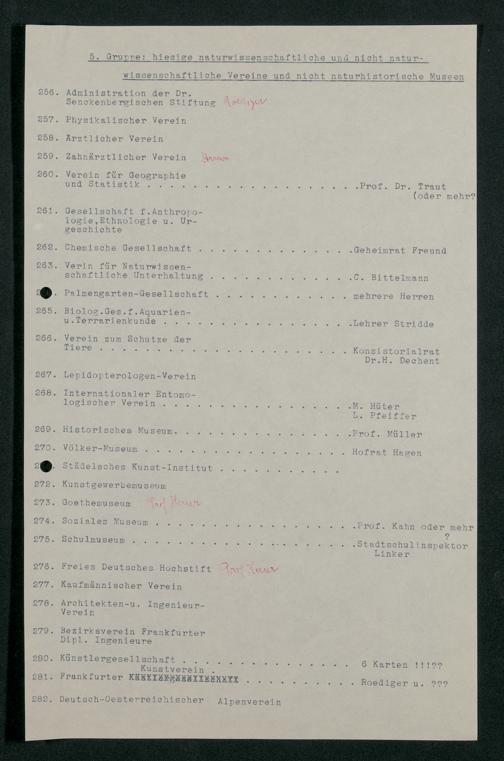 5. Gruppe: hiesige naturwissenschaftliche und nicht natur-
wissenschaftliche Vereine und nicht naturhistorische Museen
256. Administration der Dr.
Senckenbergischen Stiftung Roediger
257. Physikalischer Verein
258. Ärztlicher Verein
259. Zahnärztlicher Verein
260. Verein für Geographie
und Statistik . . . . . . . . . . . . . . . . . . .Prof. Dr. Traut
(oder mehr?
261. Gesellschaft f.Anthropo-
logie,Ethnologie u. Ur-
geschichte
262. Chemische Gesellschaft . . . . . . . . . . . . . .Geheimrat Freund
263. Verin für Naturwissen-
schaftliche Unterhaltung . . . . . . . . . . . . .C. Bittelmann
2 . Palmengarten-Gesellschaft . . . . . . . . . . . . mehrere Herren
265. Biolog.Ges.f.Aquarien-
u.Terrarienkunde . . . . . . . . . . . . . . . . .Lehrer Stridde
266. Verein zum Schutze der
Tiere . . . . . . . . . . . . . . . . . . . . . . Konsistorialrat
Dr.H. Dechent
267. Lepidopterologen-Verein
268. Internationaler Entomo-
logischer Verein . . . . . . . . . . . . . . . . .M. Hüter
L. Pfeiffer
269. Historisches Museum. . . . . . . . . . . . . . . .Prof. Müller
270. Völker-Museum . . . . . . . . . . . . . . . . . . Hofrat Hagen
2 . Städelsches Kunst-Institut . . . . . . . . . . .
272. Kunstgewerbemuseum
273. Goethemuseum Prof Heuer
274. Soziales Museum . . . . . . . . . . . . . . . . . .Prof. Kahn oder mehr
?
275. Schulmuseum . . . . . . . . . . . . . . . . . . . .Stadtschulinspektor
Linker
276. Freies Deutsches Hochstift Prof Heuer
277. Kaufmännischer Verein
278. Architekten-u. Ingenieur-
Verein
279. Bezirksverein Frankfurter
Dipl. Ingenieure
280. Künstlergesellschaft . . . . . . . . . . . . . . . 6 Karten !!!??
Kunstverein .
281. Frankfurter . . . . . . . . . . Roediger u. ???
282. Deutsch-Oesterreichischer Alpenverein